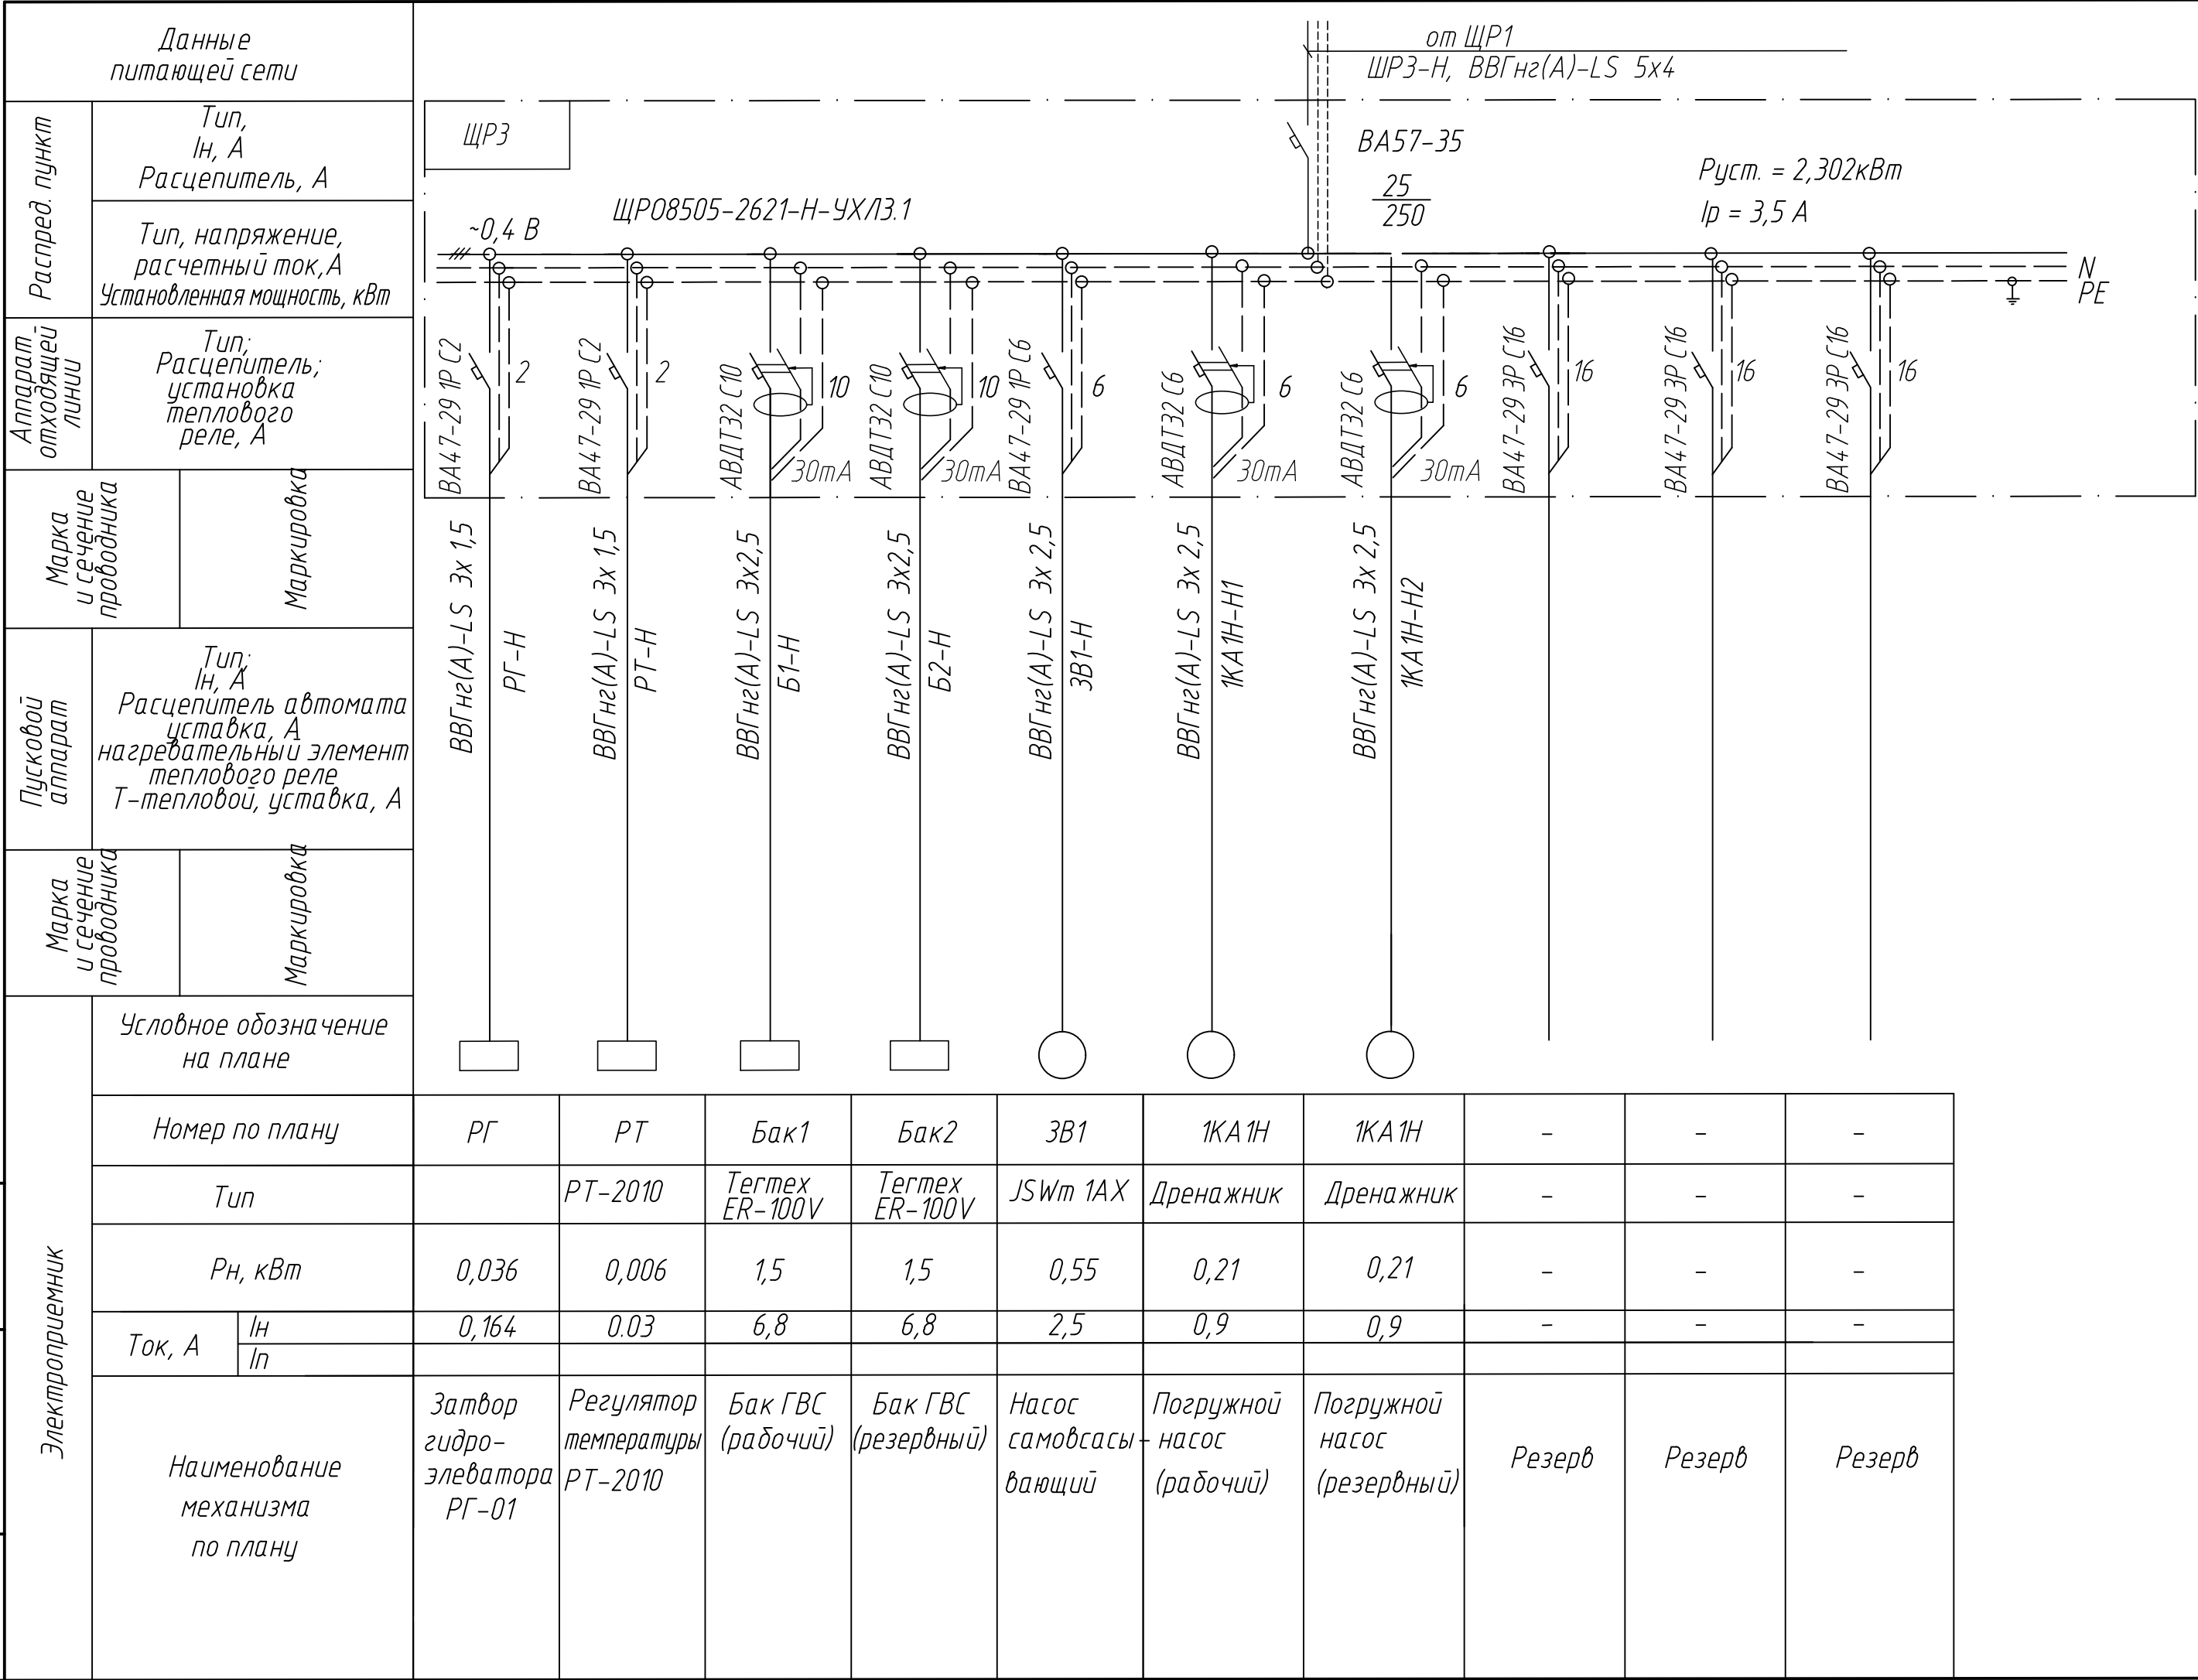 Данные
питающей сети
от ЩР1
ШР3-Н, ВВГнг(А)-LS 5х4
Распред. пункт
Тип,
Iн, А
Расцепитель, А
Тип, напряжение,
расчетный ток,А
Установленная мощность, кВт
ЩР3
ЩРО8505-2621-Н-УХЛ3.1
~0,4 В
ВА57-35
25
250
Руст. = 2,302кВт
Iр = 3,5 А
N
PE
Аппарат
отходящей
линии
Тип;
Расцепитель;
установка
теплового
реле, А
ВА47-29 1Р С2
2
ВА47-29 1Р С2
2
АВДТ32 С10
10
30mA
АВДТ32 С10
10
30mA
ВА47-29 1Р С6
6
АВДТ32 С6
6
30mA
АВДТ32 С6
6
30mA
ВА47-29 3Р С16
16
ВА47-29 3Р С16
16
ВА47-29 3Р С16
16
Марка
и сечение
проводника
Маркировка
ВВГнг(А)-LS 3х 1,5
РГ-Н
ВВГнг(А)-LS 3х 1,5
РТ-Н
ВВГнг(А)-LS 3х2,5
Б1-Н
ВВГнг(А)-LS 3х2,5
Б2-Н
ВВГнг(А)-LS 3х 2,5
3В1-Н
ВВГнг(А)-LS 3х 2,5
1КА1Н-Н1
ВВГнг(А)-LS 3х 2,5
1КА1Н-Н2
Пусковой
аппарат
Тип;
Iн, А
Расцепитель автомата
уставка, А
нагревательный элемент
теплового реле
Т-тепловой, уставка, А
Марка
и сечение
проводника
Маркировка
Электроприемник
Условное обозначение
на плане
Номер по плану
РГ
РТ
Бак1
Бак2
3В1
1КА1Н
1КА1Н
-
-
-
Тип
РТ-2010
Termex
ER-100V
Termex
ER-100V
JSWm 1AX
Дренажник
Дренажник
-
-
-
Рн, кВт
0,036
0,006
1,5
1,5
0,55
0,21
0,21
-
-
-
Ток, А
Iн
0,164
0.03
6,8
6,8
2,5
0,9
0,9
-
-
-
Iп
Наименование
механизма
по плану
Затвор
гидро-
элеватора
РГ-01
Регулятор
температуры
РТ-2010
Бак ГВС
(рабочий)
Бак ГВС
(резервный)
Насос
самовсасы-
вающий
Погружной
насос
(рабочий)
Погружной
насос
(резервный)
Резерв
Резерв
Резерв